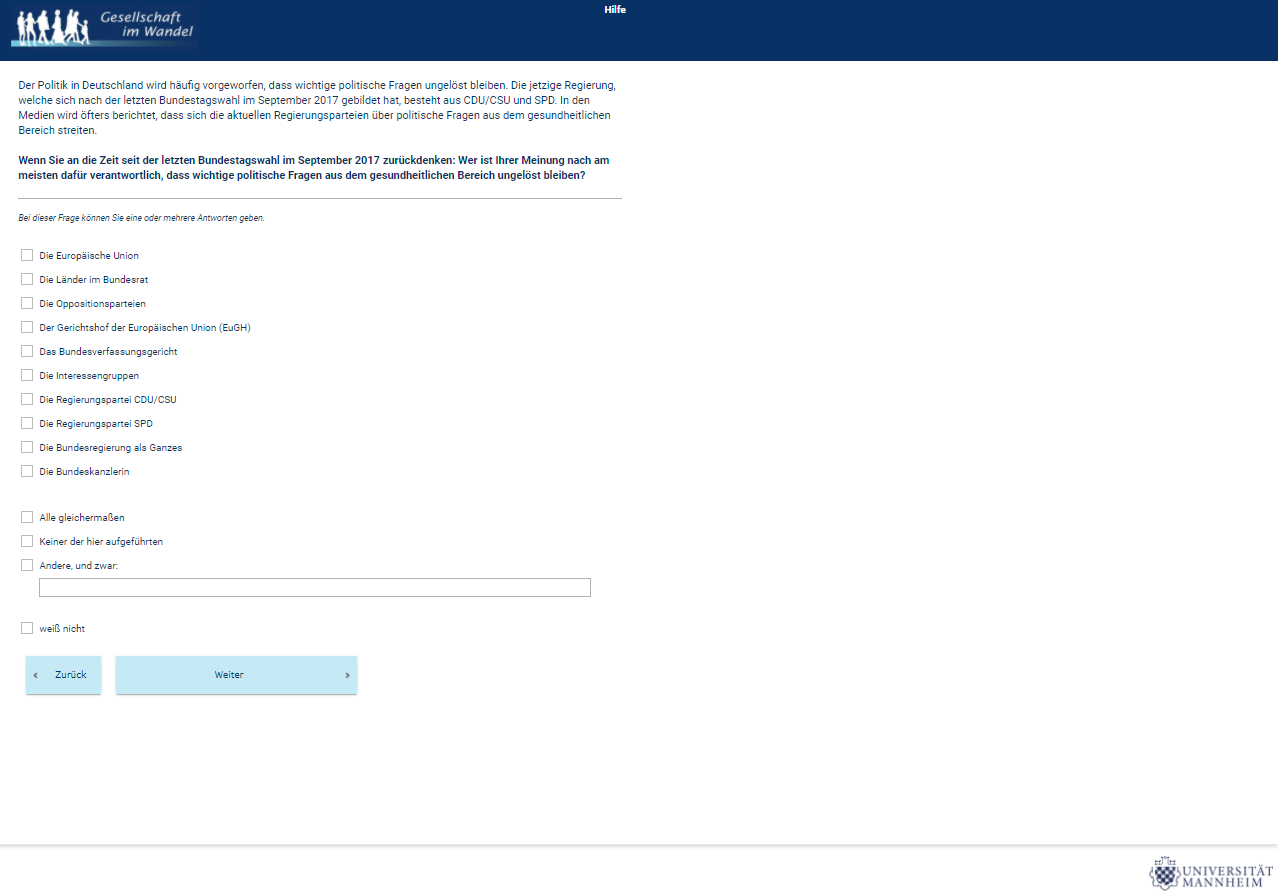 Gesellschaft
im Wandel
Hilfe
Der Politik in Deutschland wird häufig vorgeworfen, dass wichtige politische Fragen ungelöst bleiben. Die jetzige Regierung,
welche sich nach der letzten Bundestagswahl im September 2017 gebildet hat, besteht aus CDU/CSU und SPD. In den
Medien wird öfters berichtet, dass sich die aktuellen Regierungsparteien über politische Fragen aus dem gesundheitlichen
Bereich streiten.
Wenn Sie an die Zeit seit der letzten Bundestagswahl im September 2017 zurückdenken: Wer ist Ihrer Meinung nach am
meisten dafür verantwortlich, dass wichtige politische Fragen aus dem gesundheitlichen Bereich ungelöst bleiben?
Bei dieser Frage können Sie eine oder mehrere Antworten geben.
Die Europäische Union
Die Länder im Bundesrat
Die Oppositionsparteien
Der Gerichtshof der Europäischen Union (EuGH)
Das Bundesverfassungsgericht
Die Interessengruppen
Die Regierungspartei CDU/CSU
Die Regierungspartei SPD
Die Bundesregierung als Ganzes
Die Bundeskanzlerin
Alle gleichermaßen
Keiner der hier aufgeführten
Andere, und zwar:
weiß nicht
‹ Zurück
Weiter ›
UNIVERSITÄT
MANNHEIM